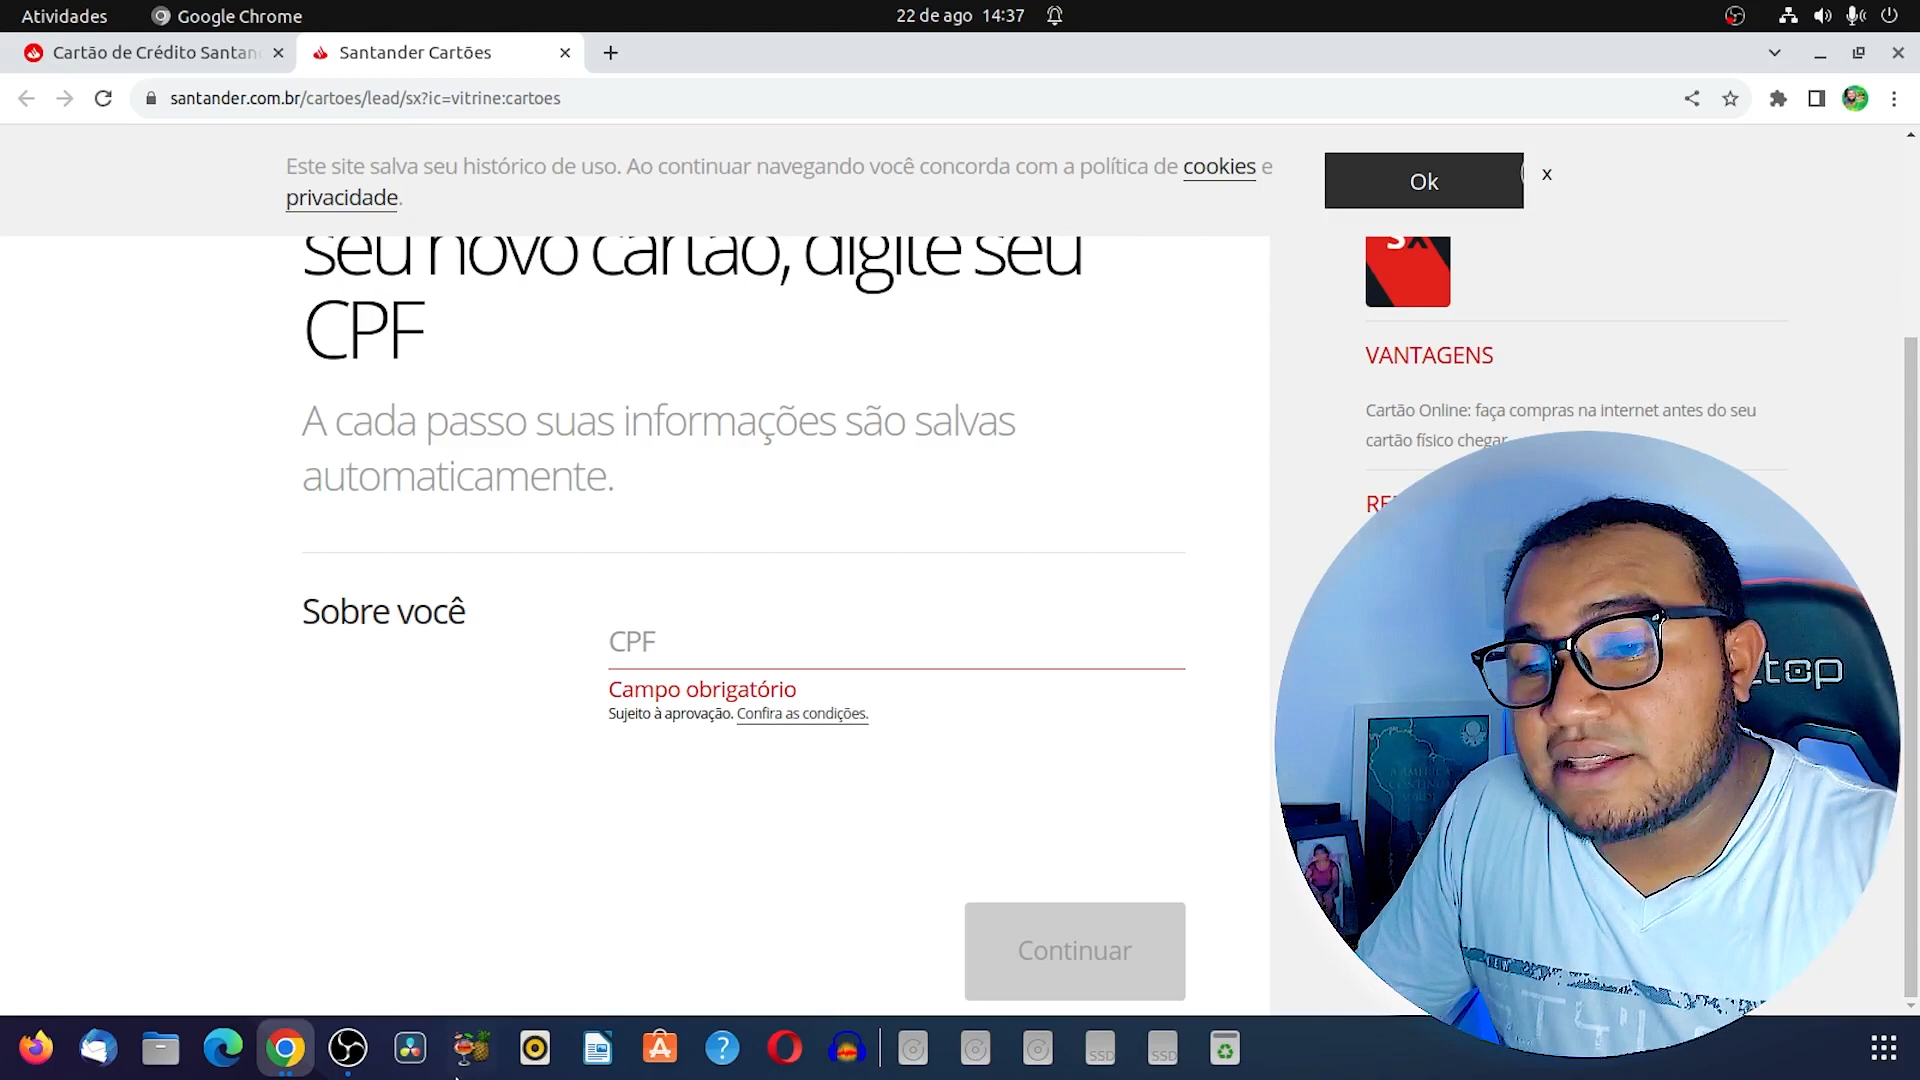 Atividades
Google Chrome
22 de ago 14:37
Cartão de Crédito Santan
Santander Cartões
santander.com.br/cartoes/lead/sx?ic=vitrine:cartoes
Este site salva seu histórico de uso. Ao continuar navegando você concorda com a política de cookies e
privacidade.
Ok
x
seu novo cartão, digite seu
CPF
A cada passo suas informações são salvas
automaticamente.
Sobre você
CPF
Campo obrigatório
Sujeito à aprovação. Confira as condições.
Continuar
SX
VANTAGENS
Cartão Online: faça compras na internet antes do seu
cartão físico chegar
A AMÉRICA
SSD
SSD